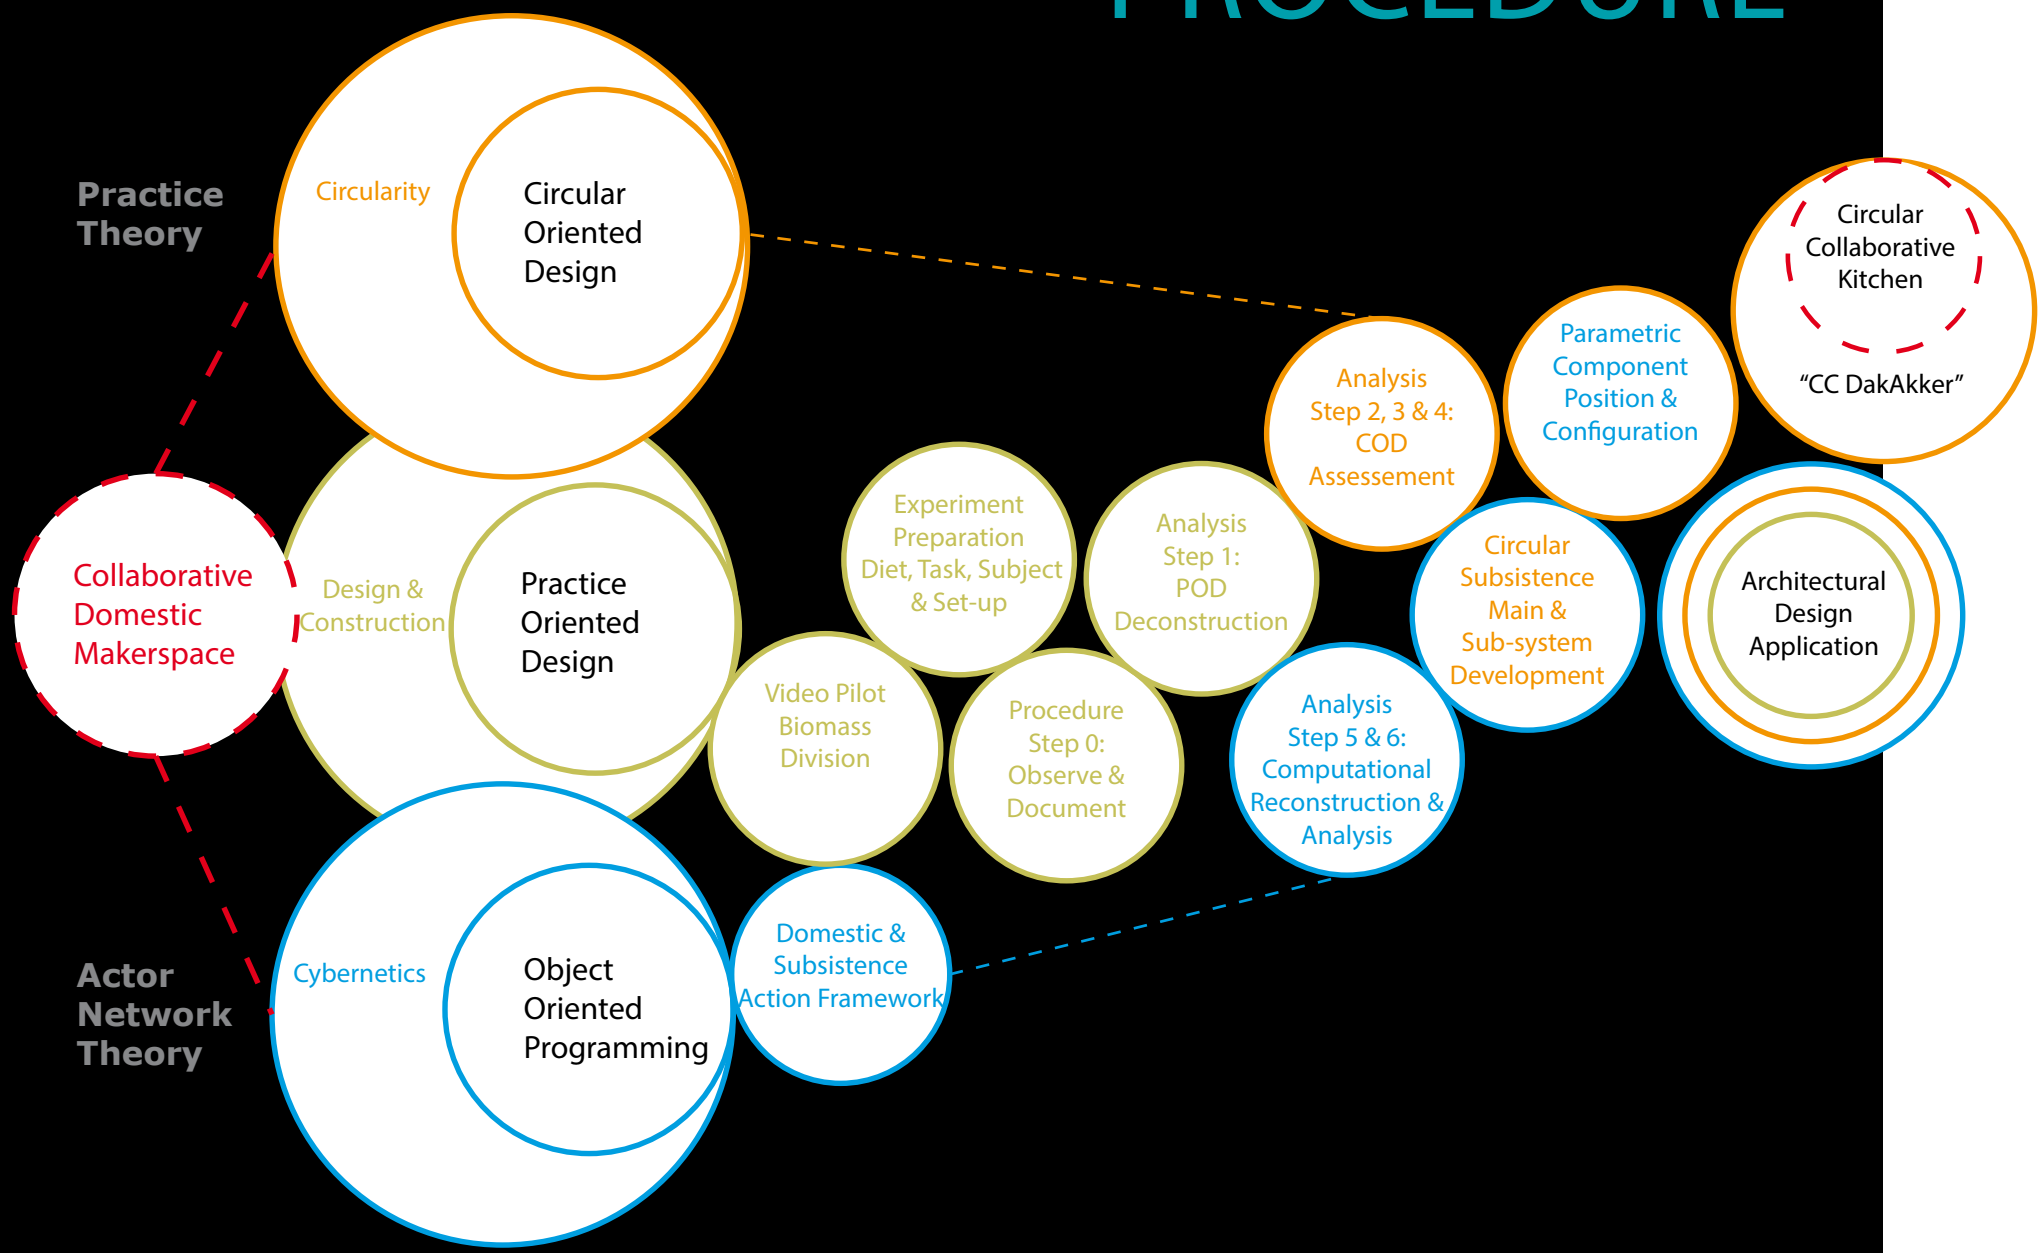 PROCEDURE
Practice
Theory
Circularity
Circular
Oriented
Design
Collaborative
Domestic
Makerspace
Design &
Construction
Practice
Oriented
Design
Actor
Network
Theory
Cybernetics
Object
Oriented
Programming
Video Pilot
Biomass
Division
Domestic &
Subsistence
Action Framework
Experiment
Preparation
Diet, Task, Subject
& Set-up
Procedure
Step 0:
Observe &
Document
Analysis
Step 1:
POD
Deconstruction
Analysis
Step 2, 3 & 4:
COD
Assessement
Analysis
Step 5 & 6:
Computational
Reconstruction &
Analysis
Circular
Subsistence
Main &
Sub-system
Development
Parametric
Component
Position &
Configuration
Circular
Collaborative
Kitchen
“CC DakAkker”
Architectural
Design
Application